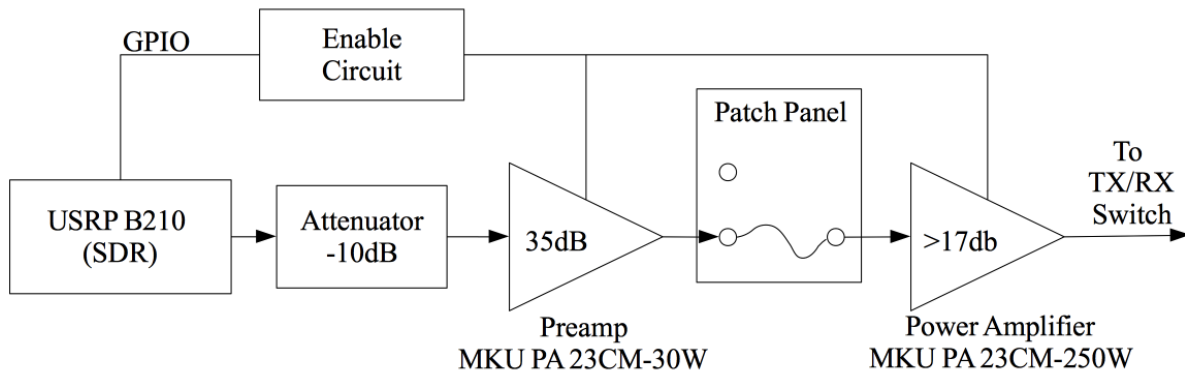 GPIO
Enable
Circuit
Patch Panel
USRP B210
(SDR)
Attenuator
-10dB
35dB
>17db
To
TX/RX
Switch
Preamp
MKU PA 23CM-30W
Power Amplifier
MKU PA 23CM-250W